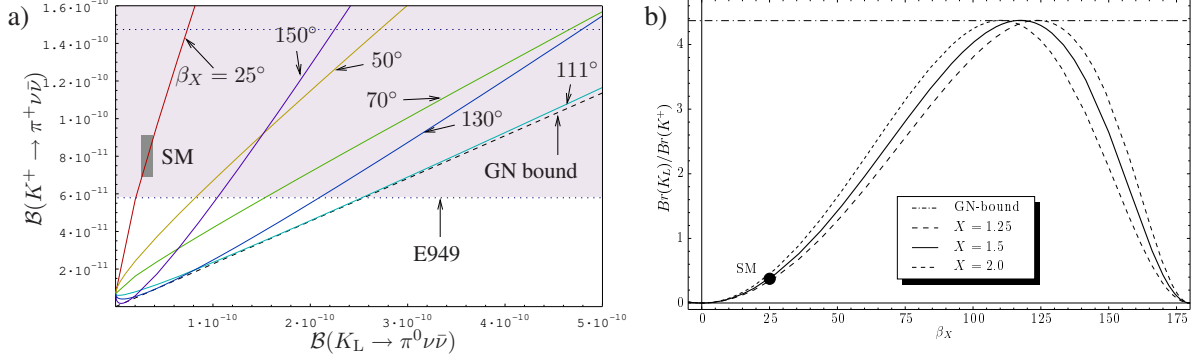 a)
1.6·10⁻¹⁰
1.4·10⁻¹⁰
1·10⁻¹⁰
1·10⁻¹⁰
8·10⁻¹¹
6·10⁻¹¹
4·10⁻¹¹
2·10⁻¹¹
B(K⁺ → π⁺νν̄)
β_X = 25°
150°
50°
70°
130°
111°
SM
GN bound
E949
1·10⁻¹⁰
2·10⁻¹⁰
3·10⁻¹⁰
4·10⁻¹⁰
5·10⁻¹⁰
B(K_L → π⁰νν̄)
b)
4
3
2
1
0
Br(K_L)/Br(K⁺)
SM
GN-bound
X = 1.25
X = 1.5
X = 2.0
0
25
50
75
100
125
150
175
β_X